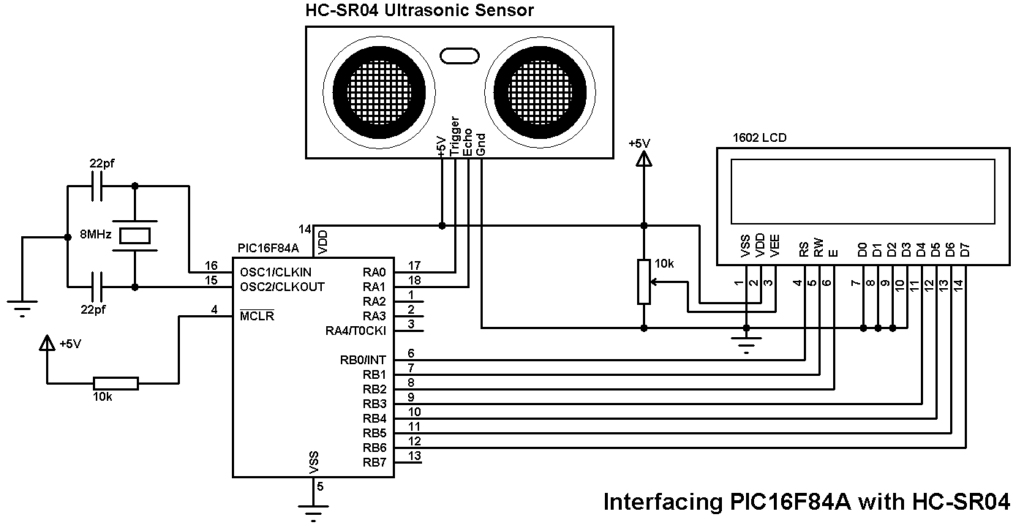 HC-SR04 Ultrasonic Sensor
+5V
Trigger
Echo
Gnd
+5V
1602 LCD
22pf
8MHz
22pf
14
VDD
PIC16F84A
16 OSC1/CLKIN
15 OSC2/CLKOUT
4 MCLR
RA0 17
RA1 18
RA2 1
RA3 2
RA4/T0CKI 3
RB0/INT 6
RB1 7
RB2 8
RB3 9
RB4 10
RB5 11
RB6 12
RB7 13
VSS
5
+5V
10k
10k
VSS VDD VEE RS RW E D0 D1 D2 D3 D4 D5 D6 D7
1 2 3 4 5 6 7 8 9 10 11 12 13 14
Interfacing PIC16F84A with HC-SR04